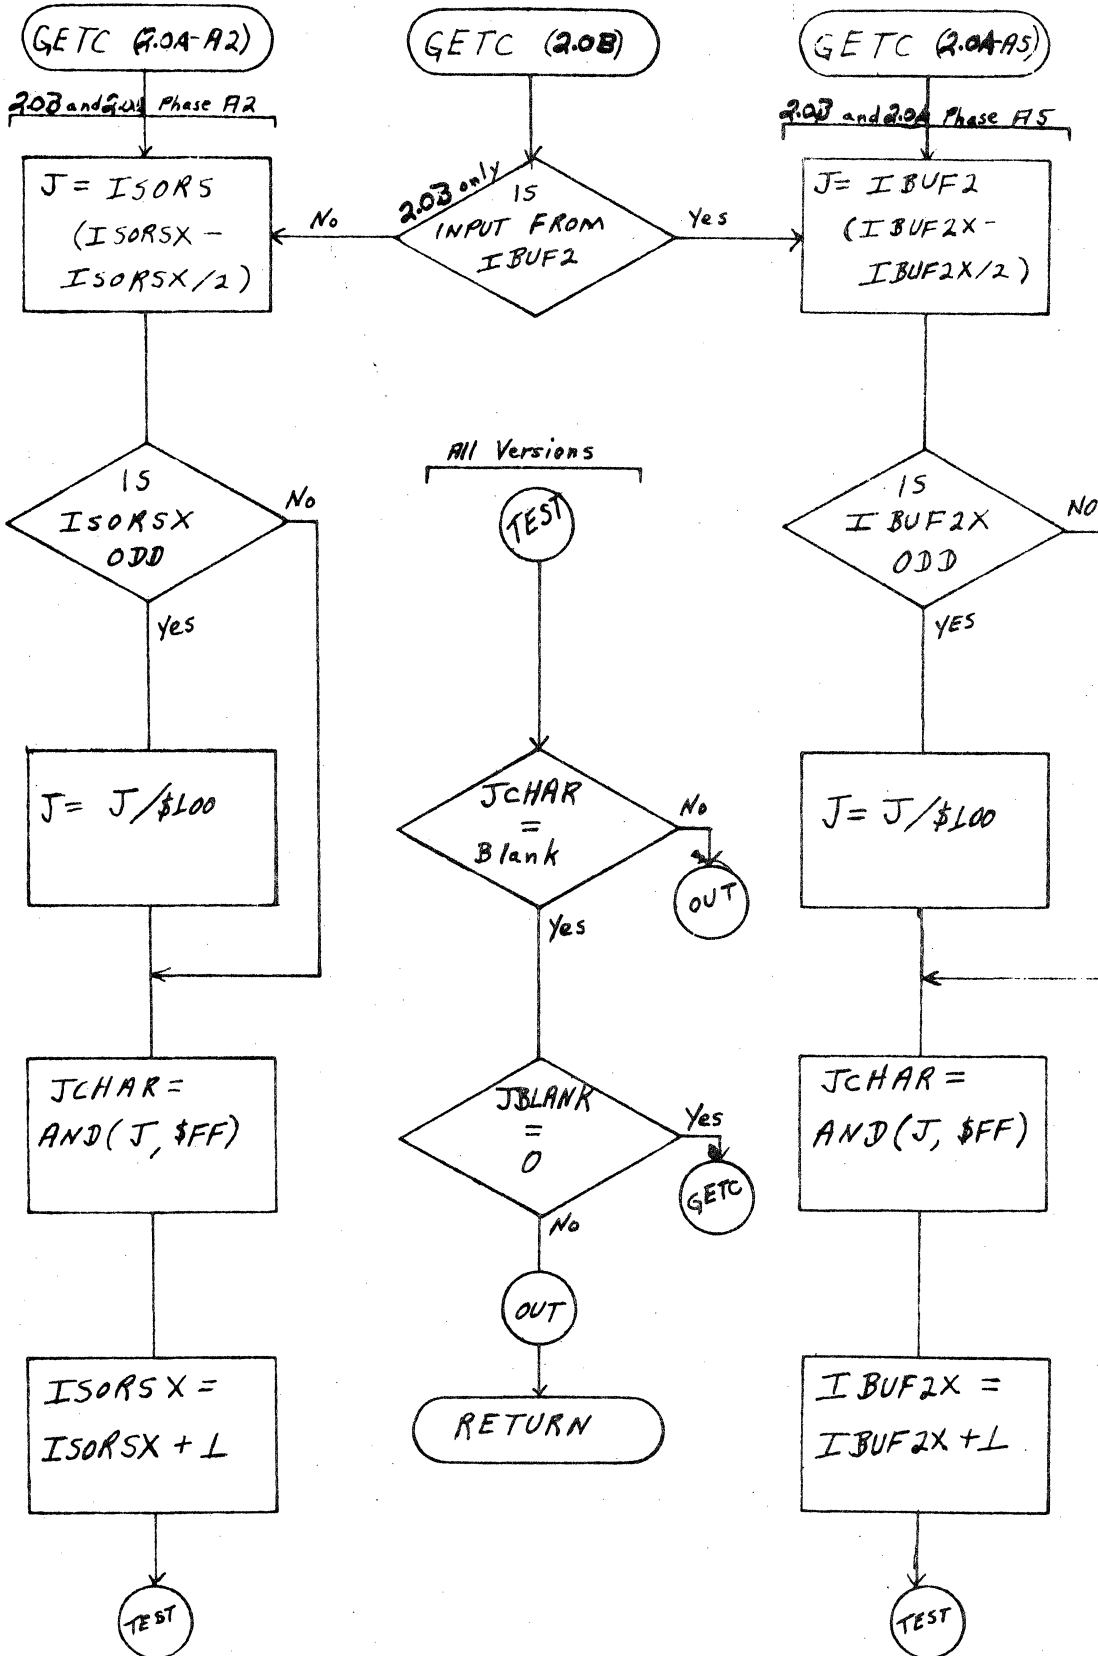 GETC (2.0A-A2)
2.0B and 2.0A Phase A2
J = ISORS
(ISORSX -
ISORSX/2)
IS
ISORSX
ODD
No
Yes
J = J/$100
JCHAR =
AND(J, $FF)
ISORSX =
ISORSX + 1
TEST
GETC (2.0B)
2.0B only
IS
INPUT FROM
IBUF2
No
Yes
All Versions
TEST
JCHAR
=
Blank
No
OUT
Yes
JBLANK
=
0
Yes
GETC
No
OUT
RETURN
GETC (2.0A-A5)
2.0B and 2.0A Phase A5
J = IBUF2
(IBUF2X -
IBUF2X/2)
IS
IBUF2X
ODD
NO
YES
J = J/$100
JCHAR =
AND(J, $FF)
IBUF2X =
IBUF2X + 1
TEST